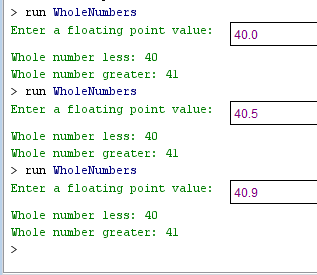 > run WholeNumbers
Enter a floating point value: 40.0
Whole number less: 40
Whole number greater: 41
> run WholeNumbers
Enter a floating point value: 40.5
Whole number less: 40
Whole number greater: 41
> run WholeNumbers
Enter a floating point value: 40.9
Whole number less: 40
Whole number greater: 41
>